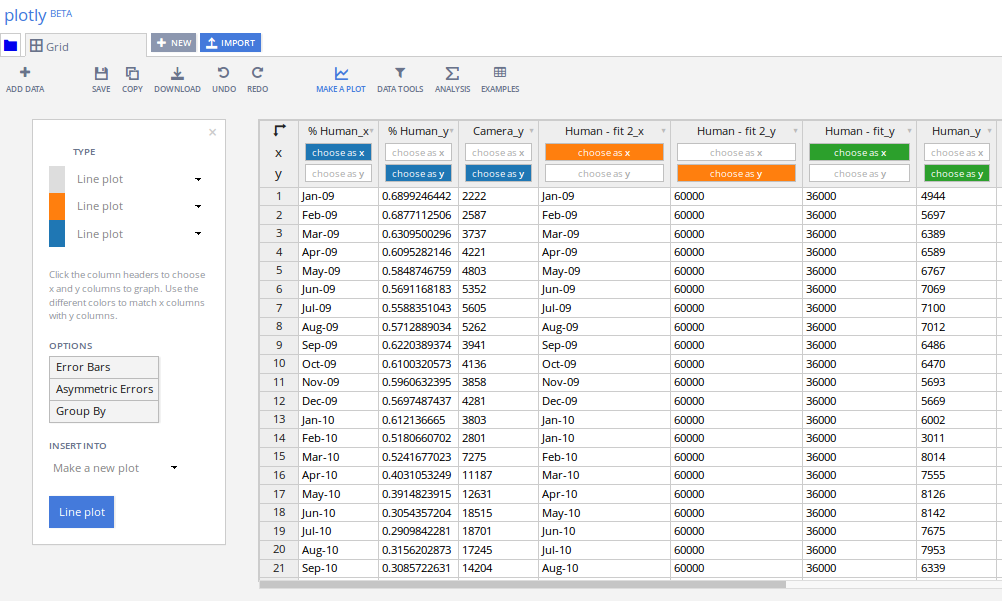 plotly BETA
Grid
NEW
IMPORT
ADD DATA SAVE COPY DOWNLOAD UNDO REDO MAKE A PLOT DATA TOOLS ANALYSIS EXAMPLES
×
TYPE
Line plot
Line plot
Line plot
Click the column headers to choose
x and y columns to graph. Use the
different colors to match x columns
with y columns.
OPTIONS
Error Bars
Asymmetric Errors
Group By
INSERT INTO
Make a new plot
Line plot
% Human_x % Human_y Camera_y Human - fit 2_x Human - fit 2_y Human - fit_y Human_y
x choose as x choose as x choose as x choose as x choose as x choose as x choose as x
y choose as y choose as y choose as y choose as y choose as y choose as y choose as y
1 Jan-09 0.6899246442 2222 Jan-09 60000 36000 4944
2 Feb-09 0.6877112506 2587 Feb-09 60000 36000 5697
3 Mar-09 0.6309500296 3737 Mar-09 60000 36000 6389
4 Apr-09 0.6095282146 4221 Apr-09 60000 36000 6589
5 May-09 0.5848746759 4803 May-09 60000 36000 6767
6 Jun-09 0.5691168183 5352 Jun-09 60000 36000 7069
7 Jul-09 0.5588351043 5605 Jul-09 60000 36000 7100
8 Aug-09 0.5712889034 5262 Aug-09 60000 36000 7012
9 Sep-09 0.6220389374 3941 Sep-09 60000 36000 6486
10 Oct-09 0.6100320573 4136 Oct-09 60000 36000 6470
11 Nov-09 0.5960632395 3858 Nov-09 60000 36000 5693
12 Dec-09 0.5697487437 4281 Dec-09 60000 36000 5669
13 Jan-10 0.612136665 3803 Jan-10 60000 36000 6002
14 Feb-10 0.5180660702 2801 Jan-10 60000 36000 3011
15 Mar-10 0.5241677023 7275 Feb-10 60000 36000 8014
16 Apr-10 0.4031053249 11187 Mar-10 60000 36000 7555
17 May-10 0.3914823915 12631 Apr-10 60000 36000 8126
18 Jun-10 0.3054357204 18515 May-10 60000 36000 8142
19 Jul-10 0.2909842281 18701 Jun-10 60000 36000 7675
20 Aug-10 0.3156202873 17245 Jul-10 60000 36000 7953
21 Sep-10 0.3085722631 14204 Aug-10 60000 36000 6339